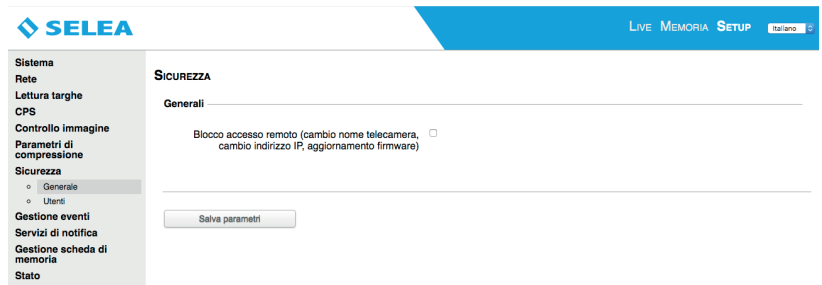 SELEA
Live Memoria Setup Italiano
Sistema
Rete
Lettura targhe
CPS
Controllo immagine
Parametri di
compressione
Sicurezza
Generale
Utenti
Gestione eventi
Servizi di notifica
Gestione scheda di
memoria
Stato
Sicurezza
Generali
Blocco accesso remoto (cambio nome telecamera,
cambio indirizzo IP, aggiornamento firmware)
Salva parametri